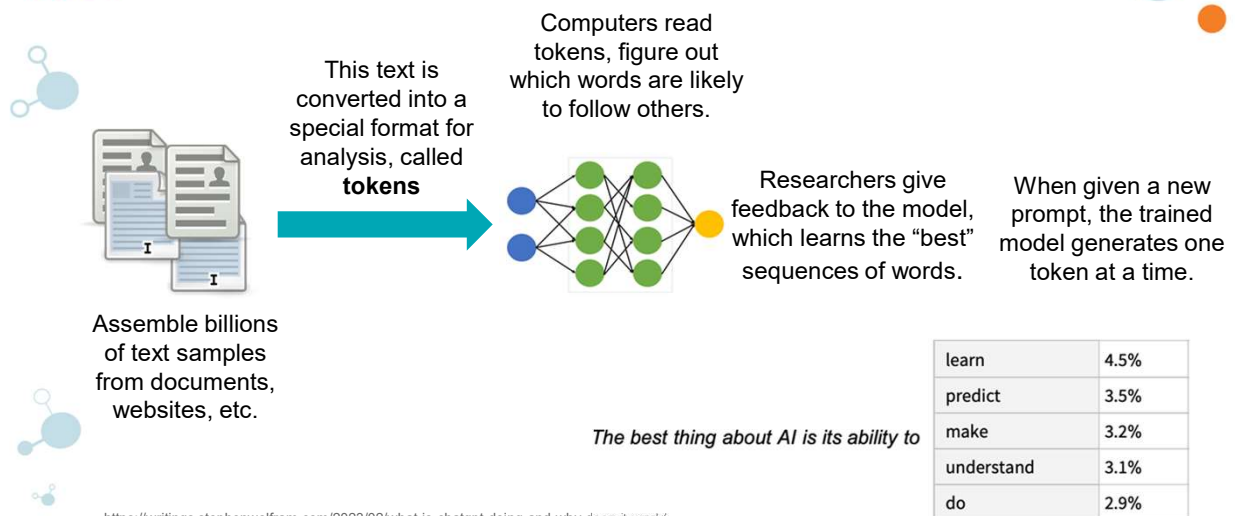 Assemble billions
of text samples
from documents,
websites, etc.
This text is
converted into a
special format for
analysis, called
tokens
Computers read
tokens, figure out
which words are likely
to follow others.
Researchers give
feedback to the model,
which learns the “best”
sequences of words.
When given a new
prompt, the trained
model generates one
token at a time.
The best thing about AI is its ability to
learn 4.5%
predict 3.5%
make 3.2%
understand 3.1%
do 2.9%